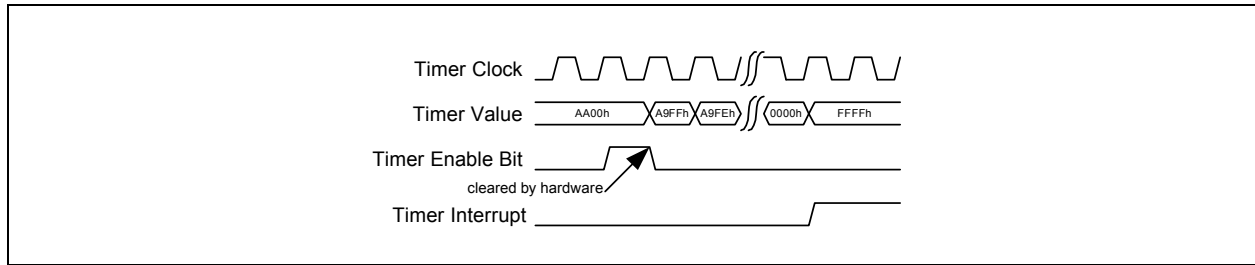 Timer Clock
Timer Value AA00h A9FFh A9FEh 0000h FFFFh
Timer Enable Bit
cleared by hardware
Timer Interrupt